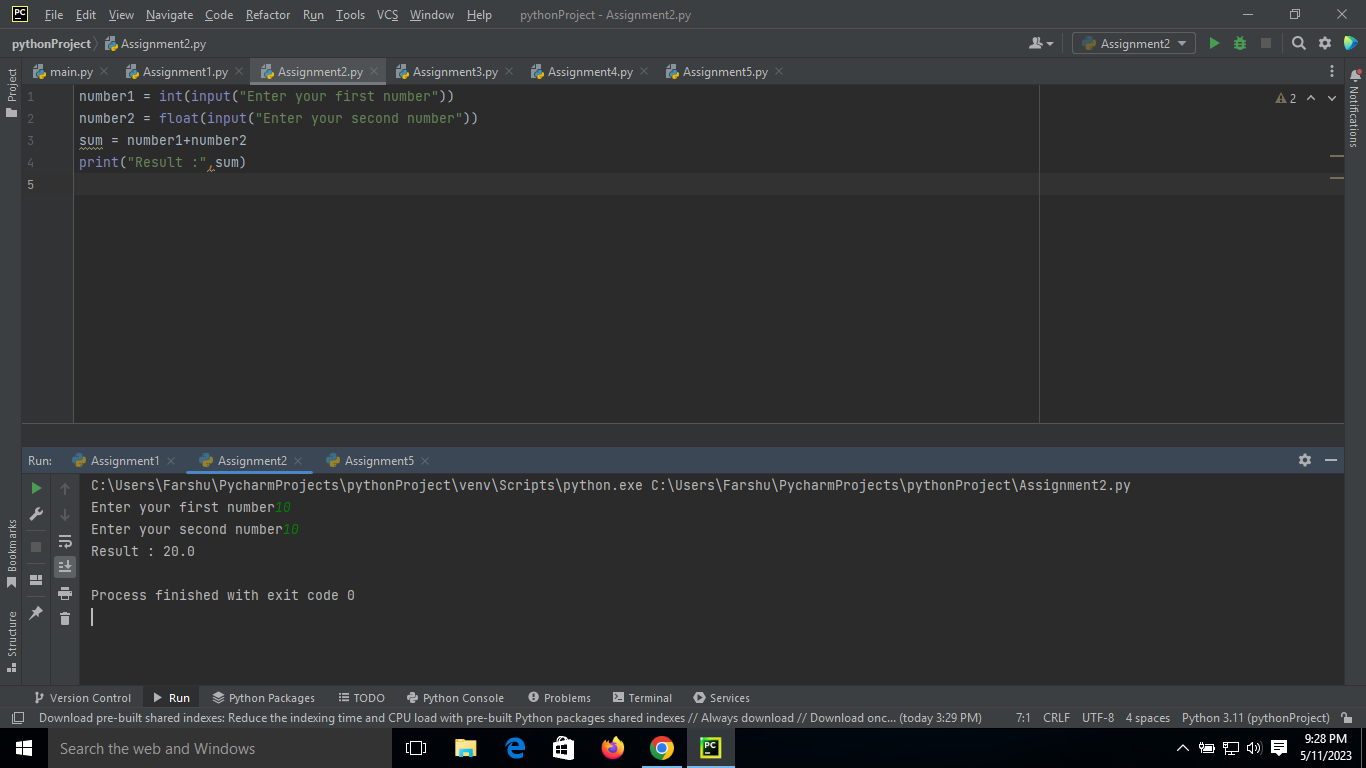 PC File Edit View Navigate Code Refactor Run Tools VCS Window Help pythonProject - Assignment2.py
pythonProject Assignment2.py Assignment2
main.py Assignment1.py Assignment2.py Assignment3.py Assignment4.py Assignment5.py
Project
Notifications
1 number1 = int(input("Enter your first number"))
2 number2 = float(input("Enter your second number"))
3 sum = number1+number2
4 print("Result :",sum)
5
2
Run: Assignment1 Assignment2 Assignment5
C:\Users\Farshu\PycharmProjects\pythonProject\venv\Scripts\python.exe C:\Users\Farshu\PycharmProjects\pythonProject\Assignment2.py
Enter your first number10
Enter your second number10
Result : 20.0
Process finished with exit code 0
Bookmarks
Structure
Version Control Run Python Packages TODO Python Console Problems Terminal Services
Download pre-built shared indexes: Reduce the indexing time and CPU load with pre-built Python packages shared indexes // Always download // Download onc... (today 3:29 PM) 7:1 CRLF UTF-8 4 spaces Python 3.11 (pythonProject)
Search the web and Windows PC 9:28 PM
5/11/2023